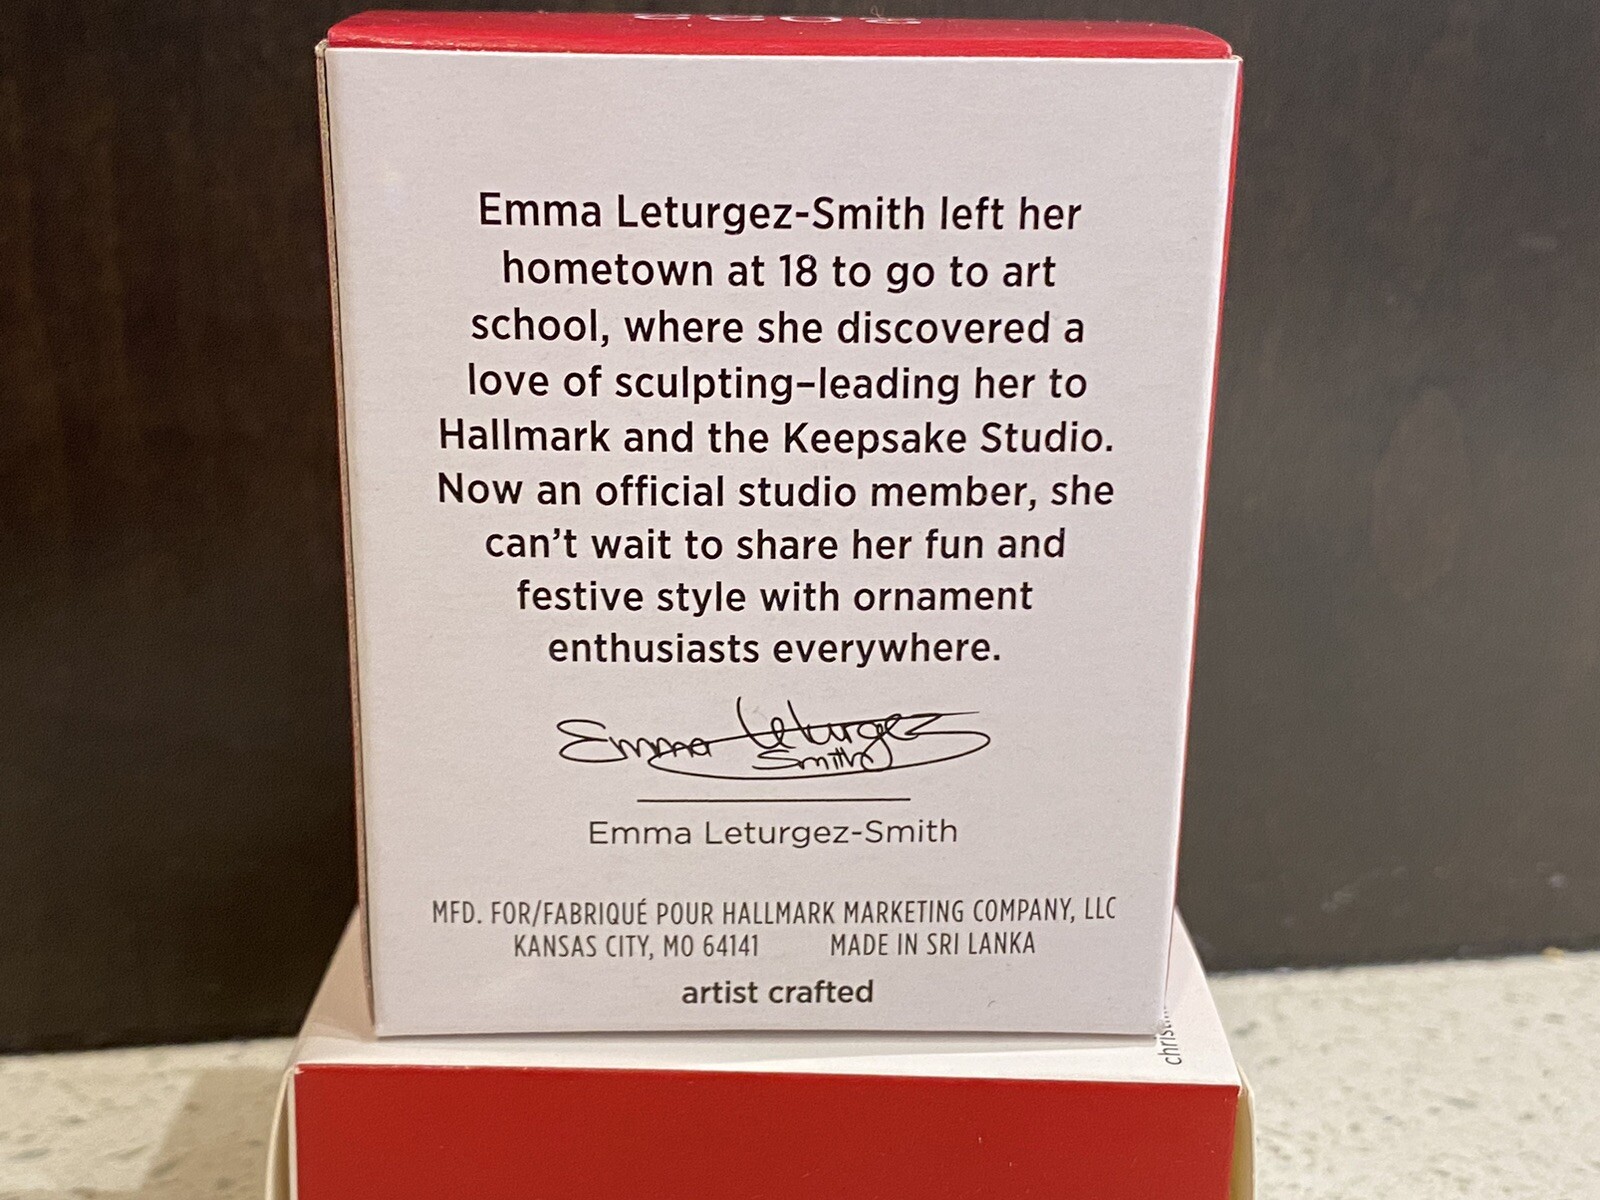 Emma Leturgez-Smith left her
hometown at 18 to go to art
school, where she discovered a
love of sculpting–leading her to
Hallmark and the Keepsake Studio.
Now an official studio member, she
can't wait to share her fun and
festive style with ornament
enthusiasts everywhere.
Emma Leturgez
Smith
Emma Leturgez-Smith
MFD. FOR/FABRIQUÉ POUR HALLMARK MARKETING COMPANY, LLC
KANSAS CITY, MO 64141 MADE IN SRI LANKA
artist crafted